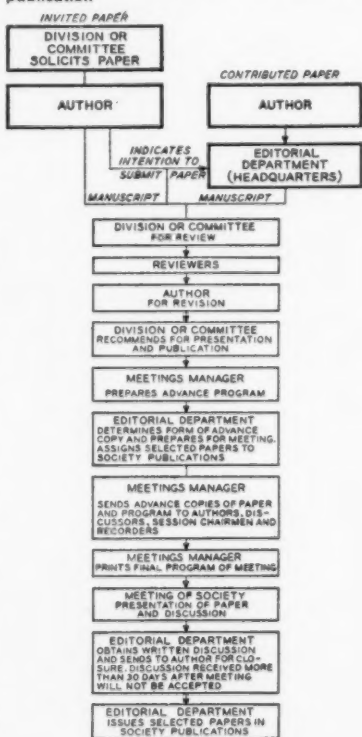 publication
INVITED PAPER
DIVISION OR
COMMITTEE
SOLICITS PAPER
CONTRIBUTED PAPER
AUTHOR
AUTHOR
INDICATES
INTENTION TO
SUBMIT PAPER
EDITORIAL
DEPARTMENT
(HEADQUARTERS)
MANUSCRIPT
MANUSCRIPT
DIVISION OR COMMITTEE
FOR REVIEW
REVIEWERS
AUTHOR
FOR REVISION
DIVISION OR COMMITTEE
RECOMMENDS FOR PRESENTATION
AND PUBLICATION
MEETINGS MANAGER
PREPARES ADVANCE PROGRAM
EDITORIAL DEPARTMENT
DETERMINES FORM OF ADVANCE
COPY AND PREPARES FOR MEETING.
ASSIGNS SELECTED PAPERS TO
SOCIETY PUBLICATIONS
MEETINGS MANAGER
SENDS ADVANCE COPIES OF PAPER
AND PROGRAM TO AUTHORS, DIS-
CUSSORS, SESSION CHAIRMEN AND
RECORDERS
MEETINGS MANAGER
PRINTS FINAL PROGRAM OF MEETING
MEETING OF SOCIETY
PRESENTATION OF PAPER
AND DISCUSSION
EDITORIAL DEPARTMENT
OBTAINS WRITTEN DISCUSSION
AND SENDS TO AUTHOR FOR CLO-
SURE. DISCUSSION RECEIVED MORE
THAN 30 DAYS AFTER MEETING
WILL NOT BE ACCEPTED
EDITORIAL DEPARTMENT
ISSUES SELECTED PAPERS IN
SOCIETY PUBLICATIONS